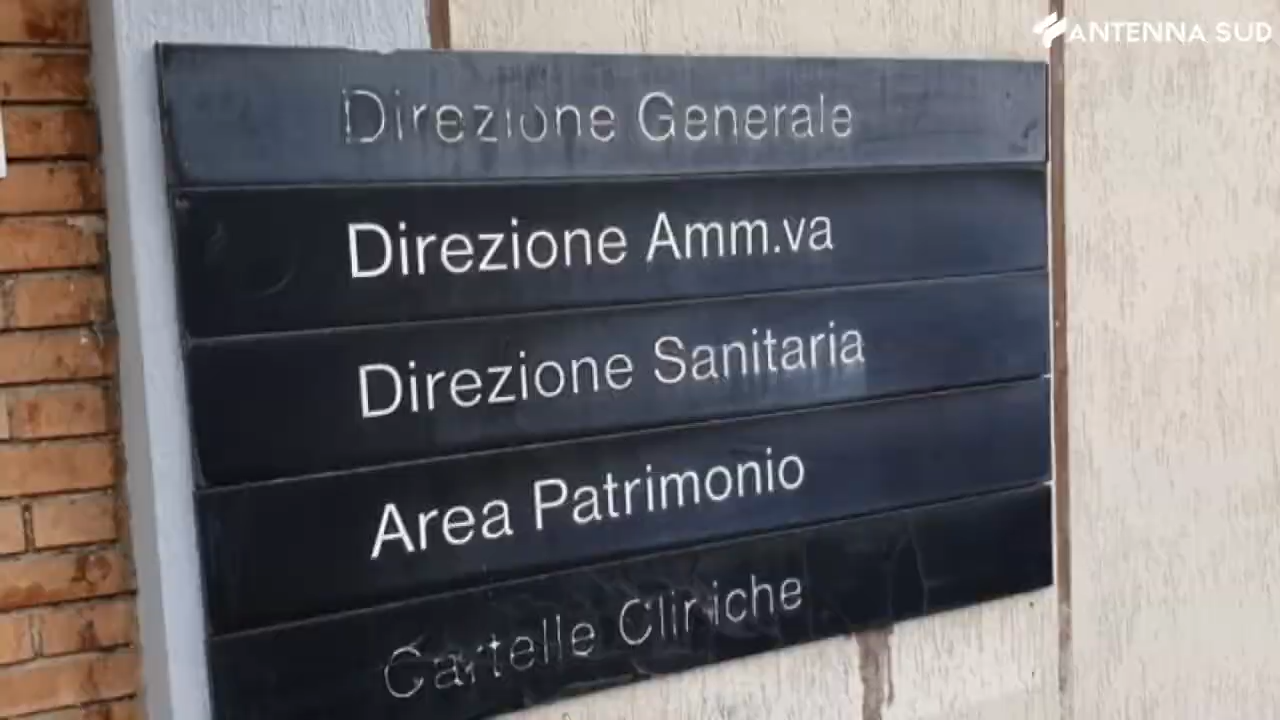 ANTENNA SUD
Direzione Generale
Direzione Amm.va
Direzione Sanitaria
Area Patrimonio
Cartelle Cliniche